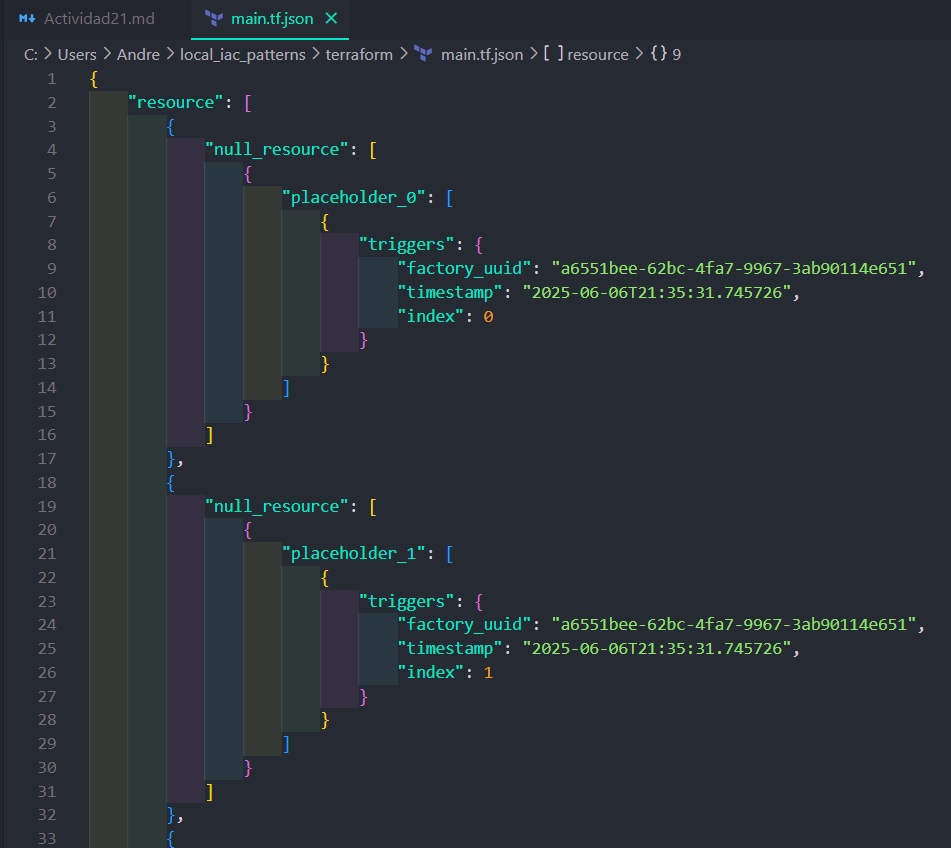 Actividad21.md main.tf.json
C: > Users > Andre > local_iac_patterns > terraform > main.tf.json > [ ] resource > {} 9
1 {
2 "resource": [
3 {
4 "null_resource": [
5 {
6 "placeholder_0": [
7 {
8 "triggers": {
9 "factory_uuid": "a6551bee-62bc-4fa7-9967-3ab90114e651",
10 "timestamp": "2025-06-06T21:35:31.745726",
11 "index": 0
12 }
13 }
14 ]
15 }
16 ]
17 },
18 {
19 "null_resource": [
20 {
21 "placeholder_1": [
22 {
23 "triggers": {
24 "factory_uuid": "a6551bee-62bc-4fa7-9967-3ab90114e651",
25 "timestamp": "2025-06-06T21:35:31.745726",
26 "index": 1
27 }
28 }
29 ]
30 }
31 ]
32 },
33 {